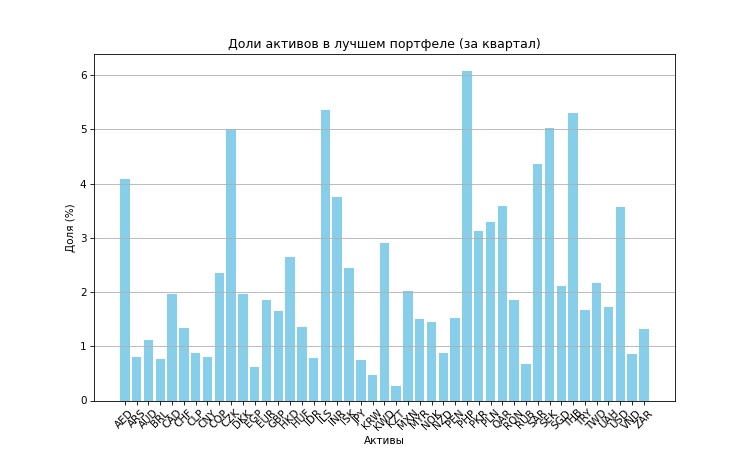 Доли активов в лучшем портфеле (за квартал)
6
5
4
3
2
1
0
Доля (%)
AED ARS AUD BRL CAD CHF CLP CNY COP CZK DKK EGP EUR GBP HKD HUF IDR ILS INR ISK JPY KRW KWD KZT MXN MYR NOK NZD PEN PHP PKR PLN QAR RON RUB SAR SEK SGD THB TRY TWD UAH USD VND ZAR
Активы